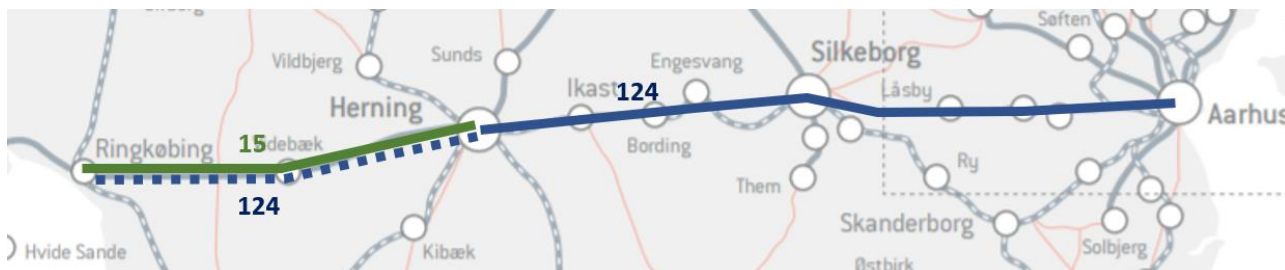 Søften
Sunds
Vildbjerg
Engesvang
Silkeborg
Ikast
124
Låsby
Herning
Aarhus
15
Ringkøbing
Bording
Ry
Them
124
Skanderborg
Solbjerg
Hvide Sande
Kibæk
Østbirk